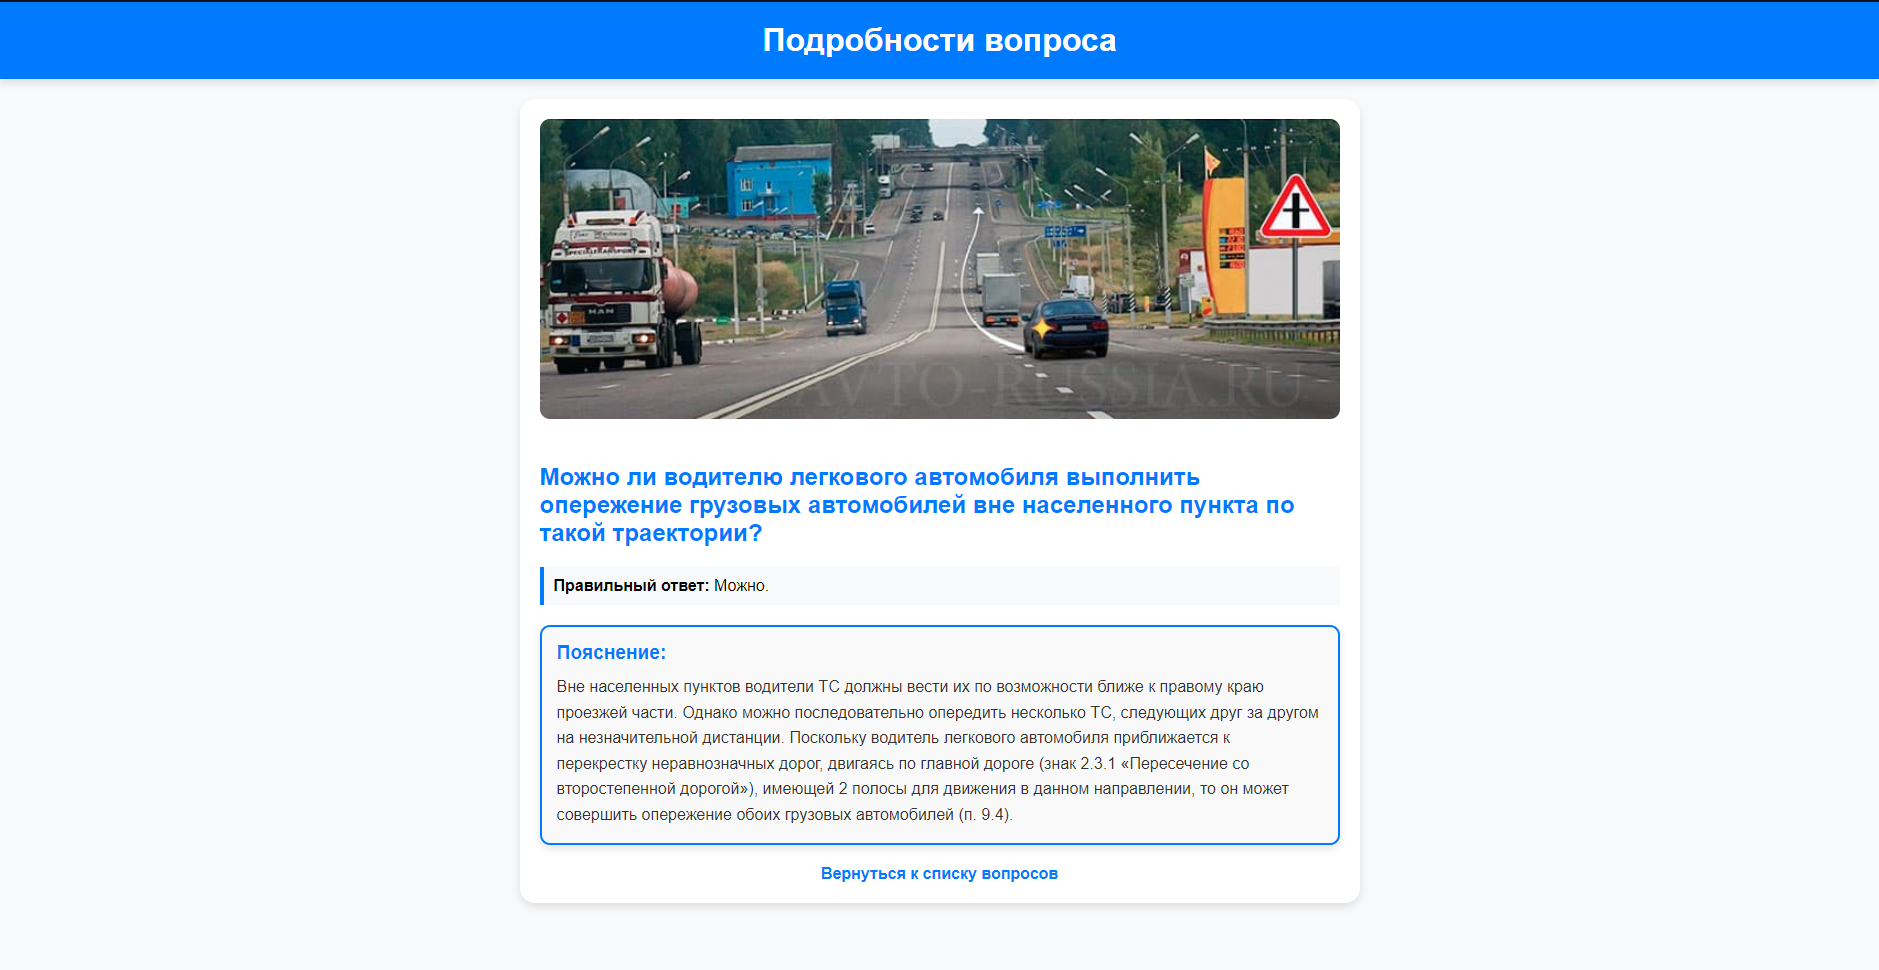 Подробности вопроса
SPECIALTRANSPORT
MAN
AVTO-RUSSIA.RU
Можно ли водителю легкового автомобиля выполнить
опережение грузовых автомобилей вне населенного пункта по
такой траектории?
Правильный ответ: Можно.
Пояснение:
Вне населенных пунктов водители ТС должны вести их по возможности ближе к правому краю
проезжей части. Однако можно последовательно опередить несколько ТС, следующих друг за другом
на незначительной дистанции. Поскольку водитель легкового автомобиля приближается к
перекрестку неравнозначных дорог, двигаясь по главной дороге (знак 2.3.1 «Пересечение со
второстепенной дорогой»), имеющей 2 полосы для движения в данном направлении, то он может
совершить опережение обоих грузовых автомобилей (п. 9.4).
Вернуться к списку вопросов